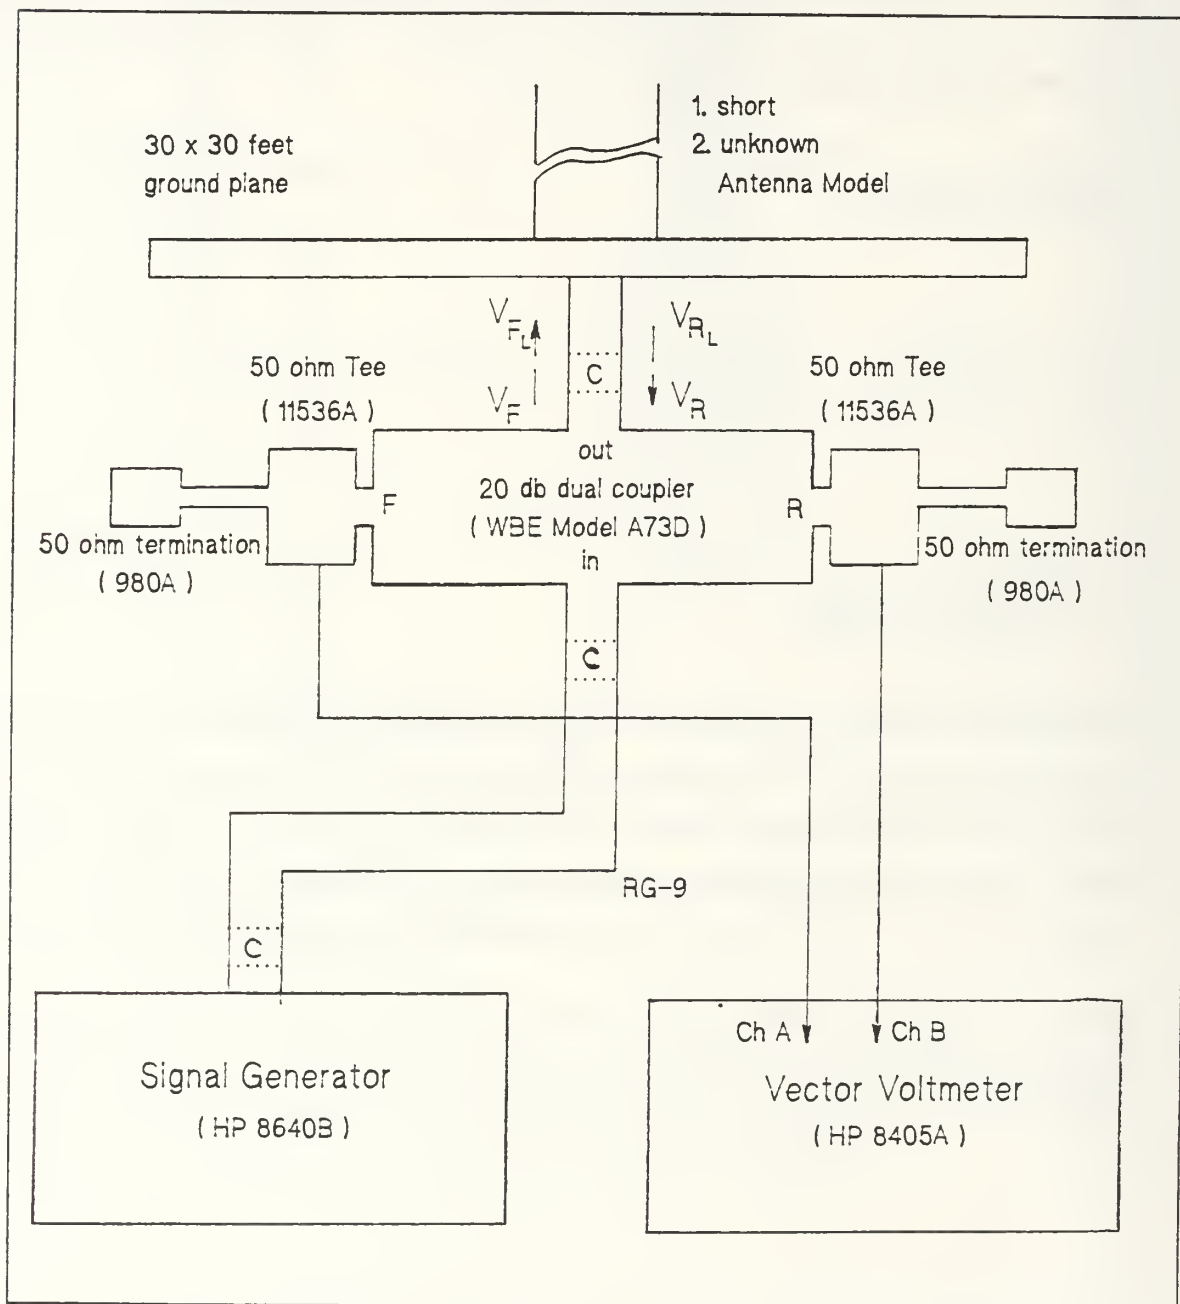 30 x 30 feet
ground plane
1. short
2. unknown
Antenna Model
V_F_L
V_R_L
V_F
V_R
C
50 ohm Tee
( 11536A )
50 ohm Tee
( 11536A )
out
20 db dual coupler
( WBE Model A73D )
in
F
R
50 ohm termination
( 980A )
50 ohm termination
( 980A )
C
RG-9
C
Signal Generator
( HP 8640B )
Ch A
Ch B
Vector Voltmeter
( HP 8405A )